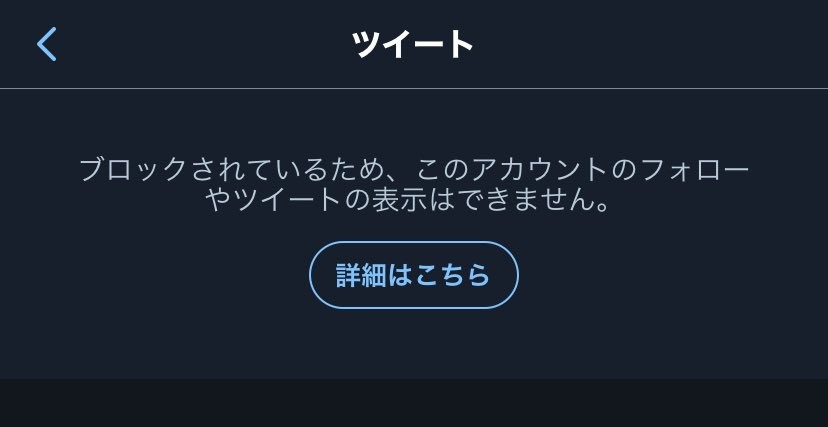 ツイート
ブロックされているため、このアカウントのフォロー
やツイートの表示はできません。
詳細はこちら